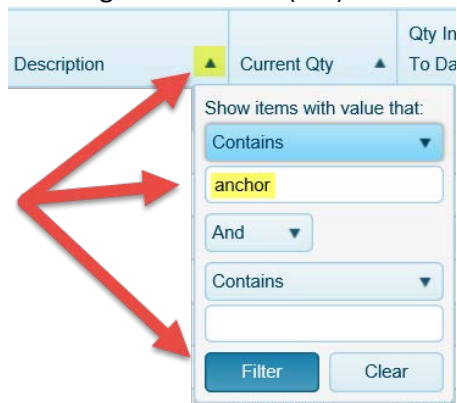 Qty In
Description Current Qty To Da
Show items with value that:
Contains
anchor
And
Contains
Filter Clear